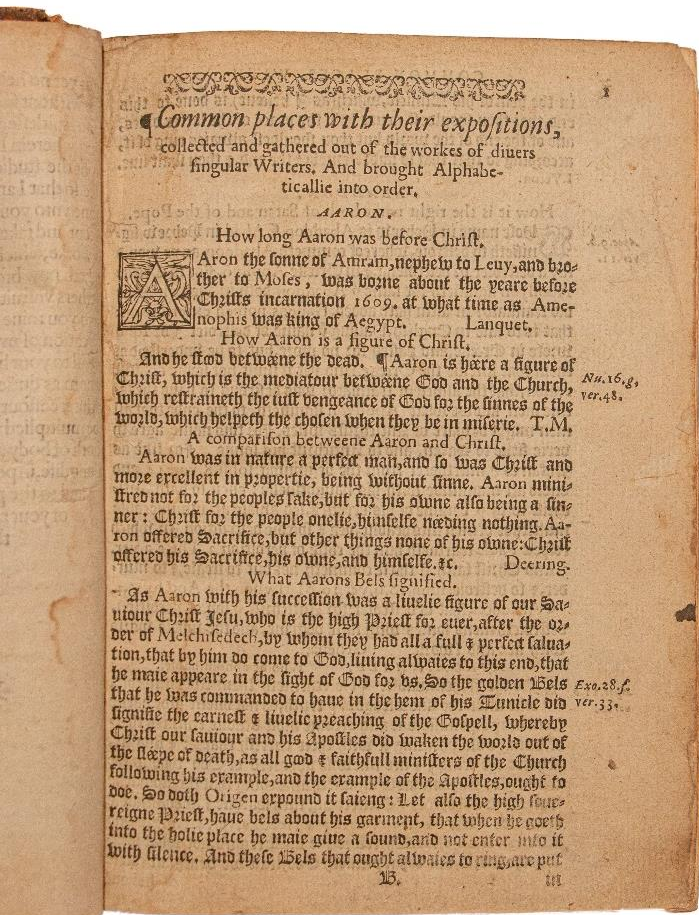 1
¶Common places with their expositions,
collected and gathered out of the workes of diuers
singular Writers. And brought Alphabe-
ticallie into order.
AARON.
How long Aaron was before Christ.
AAron the sonne of Amram, nephew to Leuy, and bro-
ther to Moses, was borne about the yeare before
Christs incarnation 1609. at what time as Ame-
nophis was king of Aegypt. Lanquet.
How Aaron is a figure of Christ.
And he stood betweene the dead. ¶Aaron is heere a figure of
Christ, which is the mediatour betweene God and the Church, Nu.16.g.
which restraineth the iust vengeance of God for the sinnes of the ver.48.
world, which helpeth the chosen when they be in miserie. T.M.
A comparison betweene Aaron and Christ.
Aaron was in nature a perfect man, and so was Christ and
more excellent in propertie, being without sinne. Aaron mini-
stred not for the peoples sake, but for his owne also being a sin-
ner: Christ for the people onelie, himselfe needing nothing. Aa-
ron offered Sacrifice, but other things none of his owne: Christ
offered his Sacrifice, his owne, and himselfe. &c. Deering.
What Aarons Bels signified.
As Aaron with his succession was a liuelie figure of our Sa-
uiour Christ Jesu, who is the high Priest for euer, after the or-
der of Melchisedech, by whom they had all a full & perfect salua-
tion, that by him do come to God, liuing alwaies to this end, that
he maie appeare in the sight of God for vs. So the golden Bels Exo.28.f.
that he was commanded to haue in the hem of his Tunicle did ver.33.
signifie the earnest & liuelie preaching of the Gospell, whereby
Christ our sauiour and his Apostles did waken the world out of
the sleepe of death, as all good & faithfull ministers of the Church
following his example, and the example of the Apostles, ought to
doe. So doth Origen expound it saieng: Let also the high soue-
reigne Priest, haue bels about his garment, that when he goeth
into the holie place he maie giue a sound, and not enter into it
with silence. And these Bels that ought alwaies to ring, are put
B.